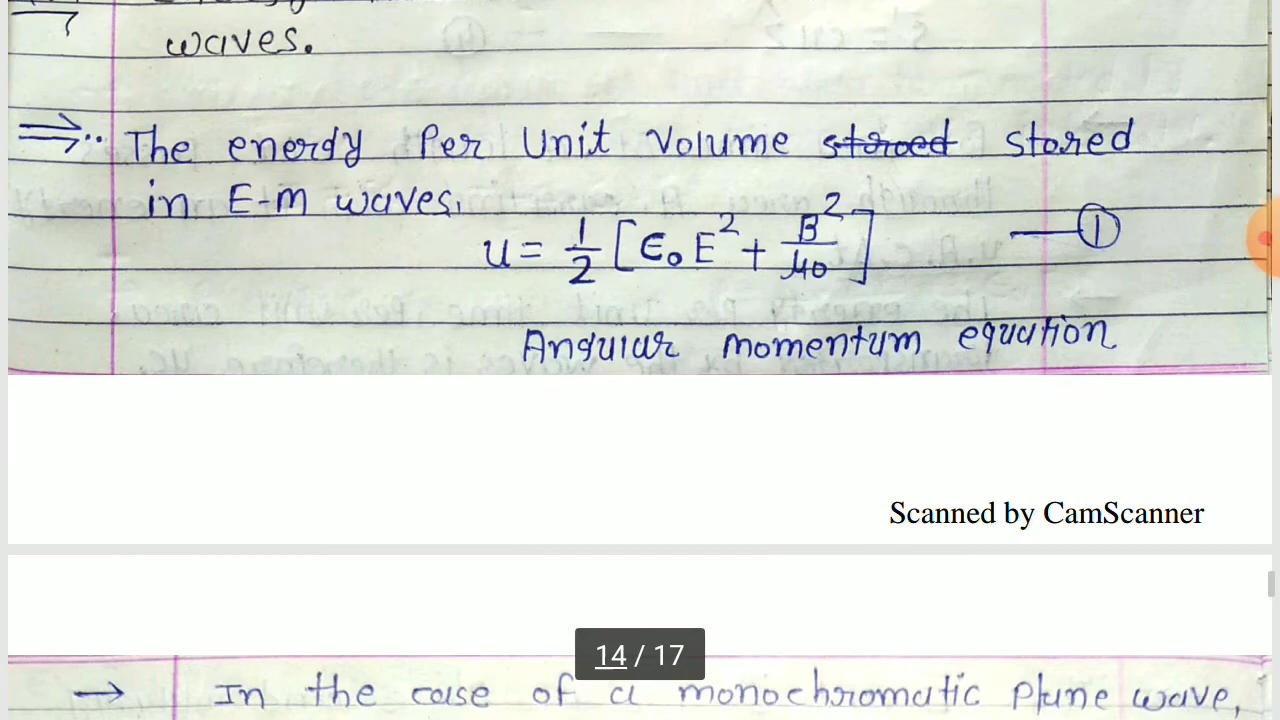 waves.
⇒.. The enerdy Per Unit Volume stored
in E-m waves,
u = 1/2 [ϵ₀E² + B²/μ0] —①
Angular momentum equation
Scanned by CamScanner
14 / 17
→ In the case of a monochromatic plane wave,